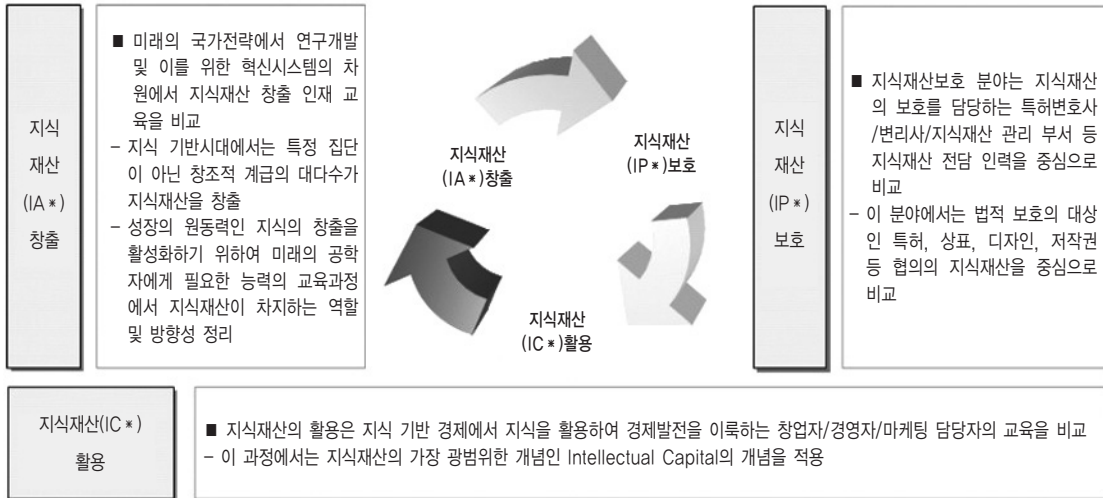 지식
재산
(IA *)
창출
■ 미래의 국가전략에서 연구개발
및 이를 위한 혁신시스템의 차
원에서 지식재산 창출 인재 교
육을 비교
– 지식 기반시대에서는 특정 집단
이 아닌 창조적 계급의 대다수가
지식재산을 창출
– 성장의 원동력인 지식의 창출을
활성화하기 위하여 미래의 공학
자에게 필요한 능력의 교육과정
에서 지식재산이 차지하는 역할
및 방향성 정리
지식재산
(IA *)창출
지식재산
(IP *)보호
지식재산
(IC *)활용
지식
재산
(IP *)
보호
■ 지식재산보호 분야는 지식재산
의 보호를 담당하는 특허변호사
/변리사/지식재산 관리 부서 등
지식재산 전담 인력을 중심으로
비교
– 이 분야에서는 법적 보호의 대상
인 특허, 상표, 디자인, 저작권
등 협의의 지식재산을 중심으로
비교
지식재산(IC *)
활용
■ 지식재산의 활용은 지식 기반 경제에서 지식을 활용하여 경제발전을 이룩하는 창업자/경영자/마케팅 담당자의 교육을 비교
– 이 과정에서는 지식재산의 가장 광범위한 개념인 Intellectual Capital의 개념을 적용